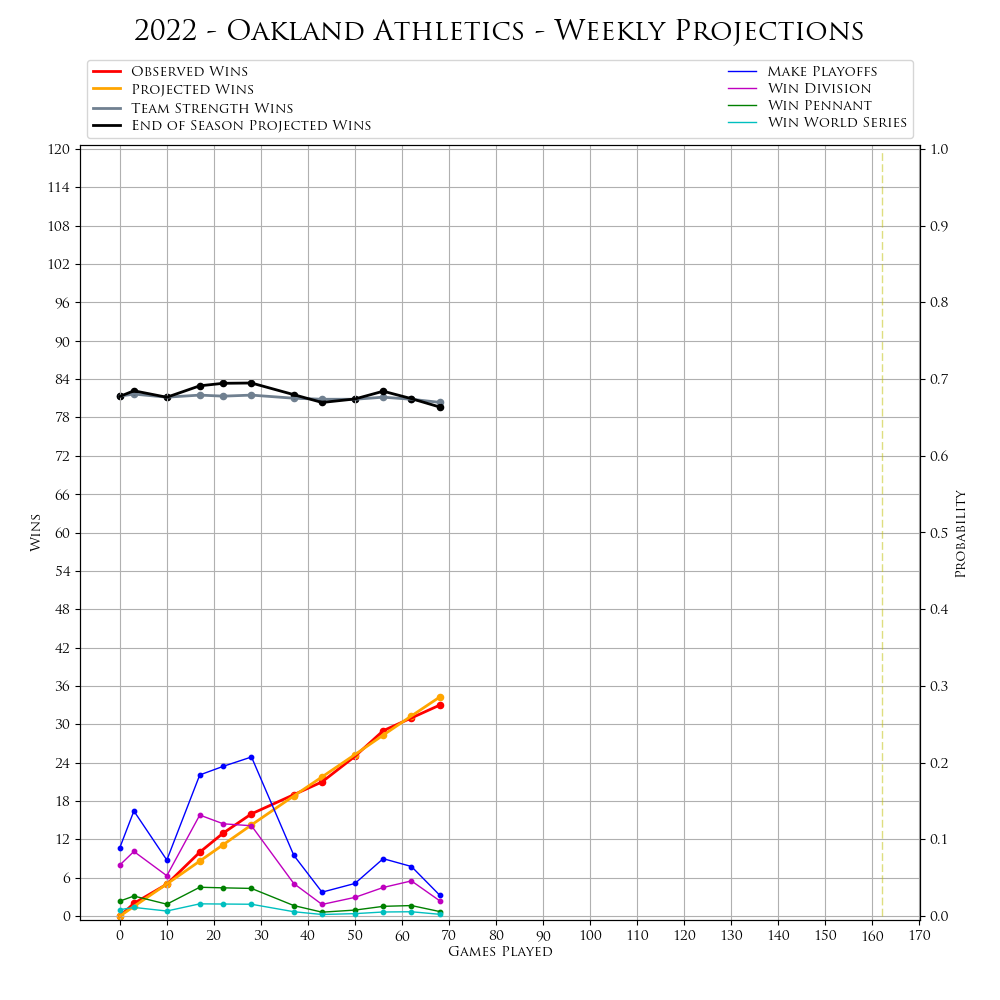 2022 - Oakland Athletics - Weekly Projections
Observed Wins
Projected Wins
Team Strength Wins
End of Season Projected Wins
Make Playoffs
Win Division
Win Pennant
Win World Series
120
114
108
102
96
90
84
78
72
66
60
54
48
42
36
30
24
18
12
6
0
Wins
1.0
0.9
0.8
0.7
0.6
0.5
0.4
0.3
0.2
0.1
0.0
Probability
0 10 20 30 40 50 60 70 80 90 100 110 120 130 140 150 160 170
Games Played